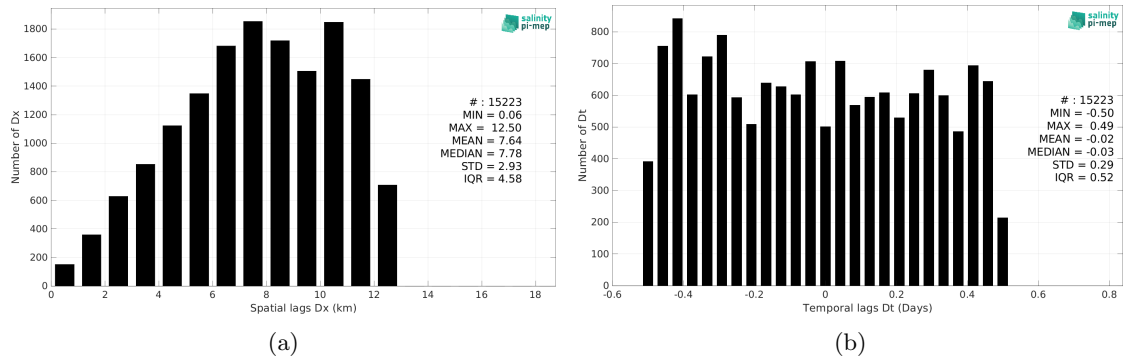 1800
1600
1400
1200
1000
800
600
400
200
0
Number of Dx
salinity
pi-mep
# : 15223
MIN = 0.06
MAX = 12.50
MEAN = 7.64
MEDIAN = 7.78
STD = 2.93
IQR = 4.58
0 2 4 6 8 10 12 14 16 18
Spatial lags Dx (km)
(a)
800
700
600
500
400
300
200
100
0
Number of Dt
salinity
pi-mep
# : 15223
MIN = -0.50
MAX = 0.49
MEAN = -0.02
MEDIAN = -0.03
STD = 0.29
IQR = 0.52
-0.6 -0.4 -0.2 0 0.2 0.4 0.6 0.8
Temporal lags Dt (Days)
(b)